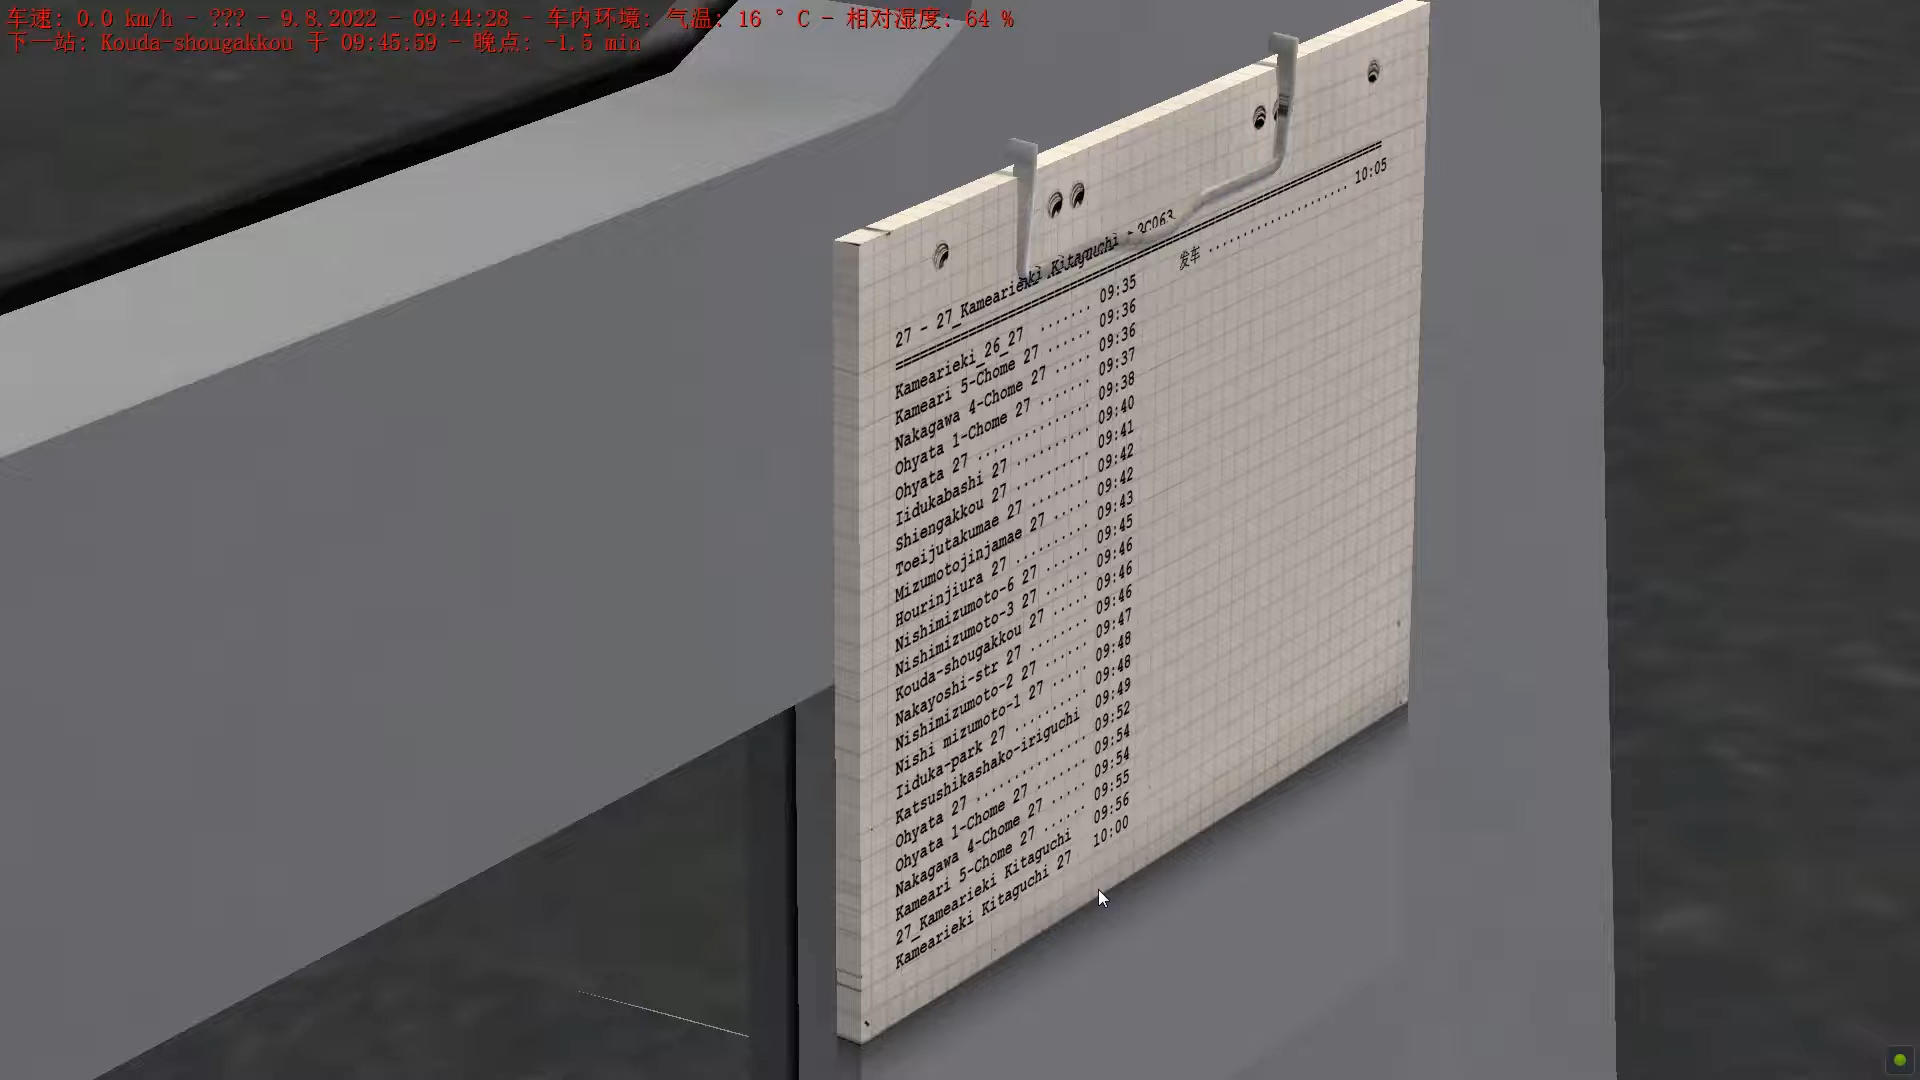 车速: 0.0 km/h - ??? - 9.8.2022 - 09:44:28 - 车内环境: 气温: 16 ° C - 相对湿度: 64 %
下一站: Kouda-shougakkou 于 09:45:59 - 晚点: -1.5 min
27 - 27_Kamearieki Kitaguchi - 2C063
Kamearieki_26_27 ....... 09:35
Kameari 5-Chome 27 ...... 09:36
Nakagawa 4-Chome 27 ..... 09:36
Ohyata 1-Chome 27 ....... 09:37
Ohyata 27 ............... 09:38
Iidukabashi 27 .......... 09:40
Shiengakkou 27 .......... 09:41
Toeijutakumae 27 ........ 09:42
Mizumotojinjamae 27 ..... 09:42
Hourinjiura 27 .......... 09:43
Nishimizumoto-6 27 ...... 09:45
Nishimizumoto-3 27 ...... 09:46
Kouda-shougakkou 27 ..... 09:46
Nakayoshi-str 27 ........ 09:46
Nishimizumoto-2 27 ...... 09:47
Nishi mizumoto-1 27 ..... 09:48
Iiduka-park 27 .......... 09:48
Katsushikashako-iriguchi 09:49
Ohyata 27 ............... 09:52
Ohyata 1-Chome 27 ....... 09:54
Nakagawa 4-Chome 27 ..... 09:54
Kameari 5-Chome 27 ...... 09:55
27_Kamearieki Kitaguchi 09:56
Kamearieki Kitaguchi 27 10:00
发车 .................... 10:05